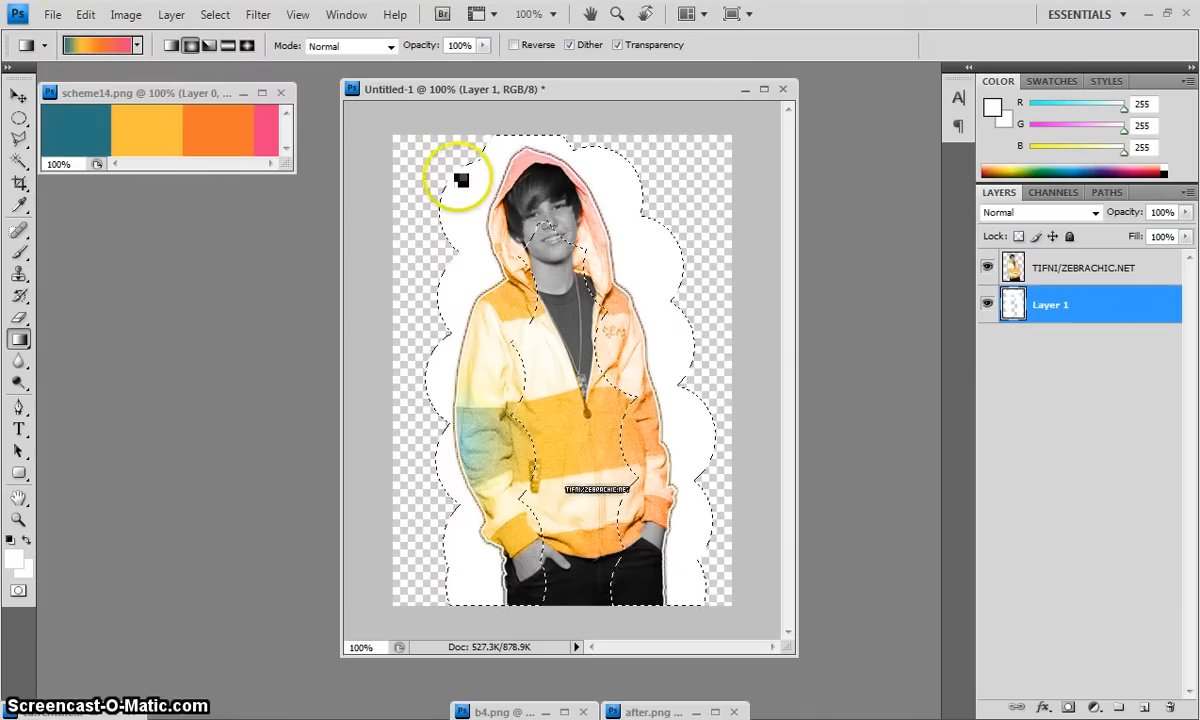 Ps File Edit Image Layer Select Filter View Window Help Br 100% ESSENTIALS
Mode: Normal Opacity: 100% Reverse Dither Transparency
scheme14.png @ 100% (Layer 0, ...
100%
Untitled-1 @ 100% (Layer 1, RGB/8) *
TIFNI/ZEBRACHIC.NET
100% Doc: 527.3K/878.9K
COLOR SWATCHES STYLES
R 255
G 255
B 255
LAYERS CHANNELS PATHS
Normal Opacity: 100%
Lock: Fill: 100%
TIFNI/ZEBRACHIC.NET
Layer 1
b4.png @ ... after.png ...
Screencast-O-Matic.com